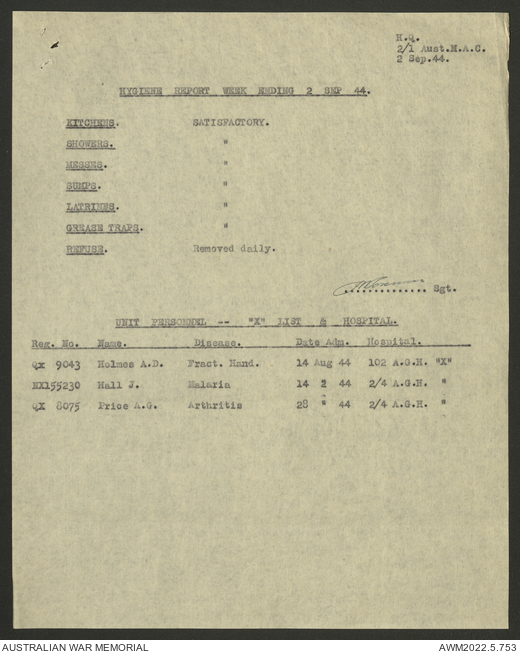 H.Q.
2/1 Aust.M.A.C.
2 Sep.44.
HYGIENE REPORT WEEK ENDING 2 SEP 44.
KITCHENS. SATISFACTORY.
SHOWERS. "
MESSES. "
SUMPS. "
LATRINES. "
GREASE TRAPS. "
REFUSE. Removed daily.
.............. Sgt.
UNIT PERSONNEL -- "X" LIST & HOSPITAL.
Reg. No. Name. Disease. Date Adm. Hospital.
Qx 9043 Holmes A.D. Fract. Hand. 14 Aug 44 102 A.G.H. "X"
NX155230 Hall J. Malaria 14 2 44 2/4 A.G.H. "
QX 8075 Price A.G. Arthritis 28 " 44 2/4 A.G.H. "
AUSTRALIAN WAR MEMORIAL AWM2022.5.753